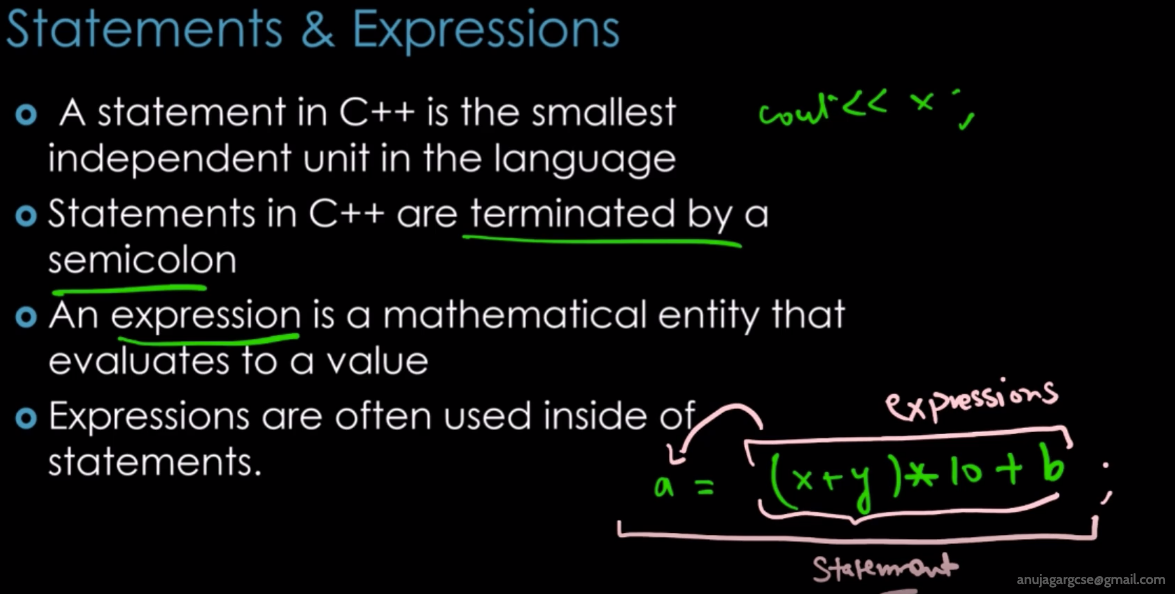 Statements & Expressions
A statement in C++ is the smallest
cout << x ;
independent unit in the language
Statements in C++ are terminated by a
semicolon
An expression is a mathematical entity that
evaluates to a value
Expressions are often used inside of
statements.
expressions
a = (x+y)*10+b ;
Statement
anujagargcse@gmail.com